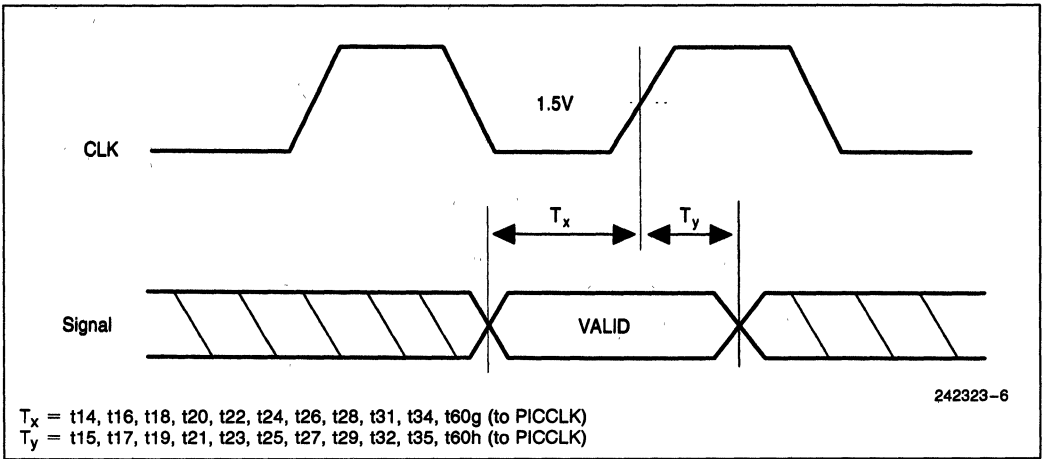 1.5V
CLK
Tx
Ty
Signal
VALID
242323-6
Tx = t14, t16, t18, t20, t22, t24, t26, t28, t31, t34, t60g (to PICCLK)
Ty = t15, t17, t19, t21, t23, t25, t27, t29, t32, t35, t60h (to PICCLK)